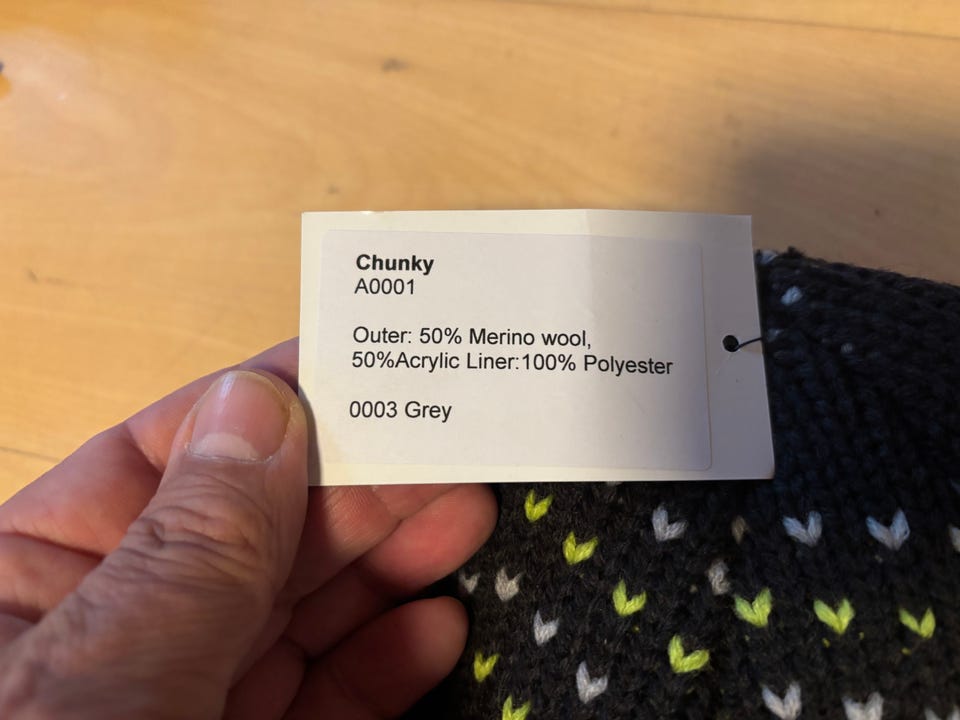 Chunky
A0001
Outer: 50% Merino wool,
50%Acrylic Liner:100% Polyester
0003 Grey